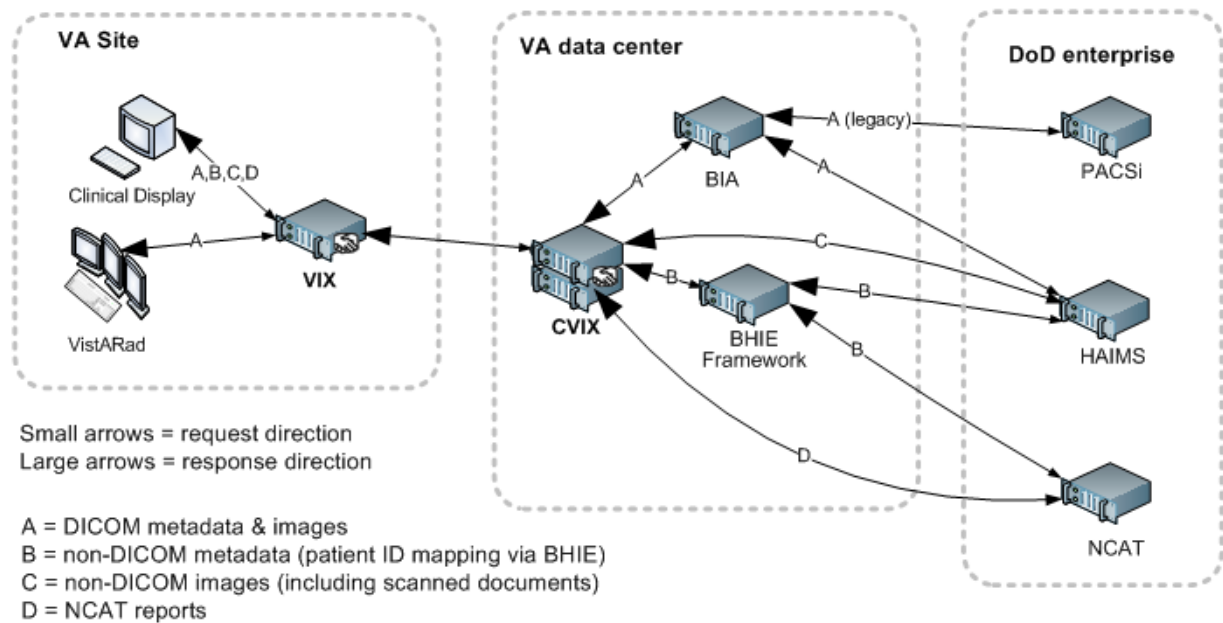 VA Site
VA data center
DoD enterprise
A (legacy)
PACSi
BIA
A
A
A,B,C,D
Clinical Display
A
VIX
C
B
B
CVIX
BHIE
Framework
HAIMS
VistARad
B
D
NCAT
Small arrows = request direction
Large arrows = response direction
A = DICOM metadata & images
B = non-DICOM metadata (patient ID mapping via BHIE)
C = non-DICOM images (including scanned documents)
D = NCAT reports